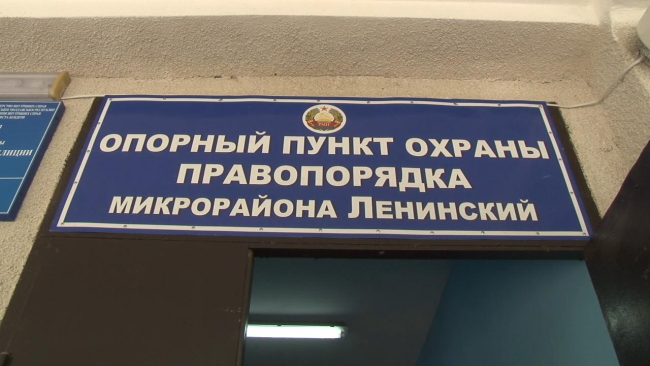 ОПОРНЫЙ ПУНКТ ОХРАНЫ
ПРАВОПОРЯДКА
МИКРОРАЙОНА ЛЕНИНСКИЙ